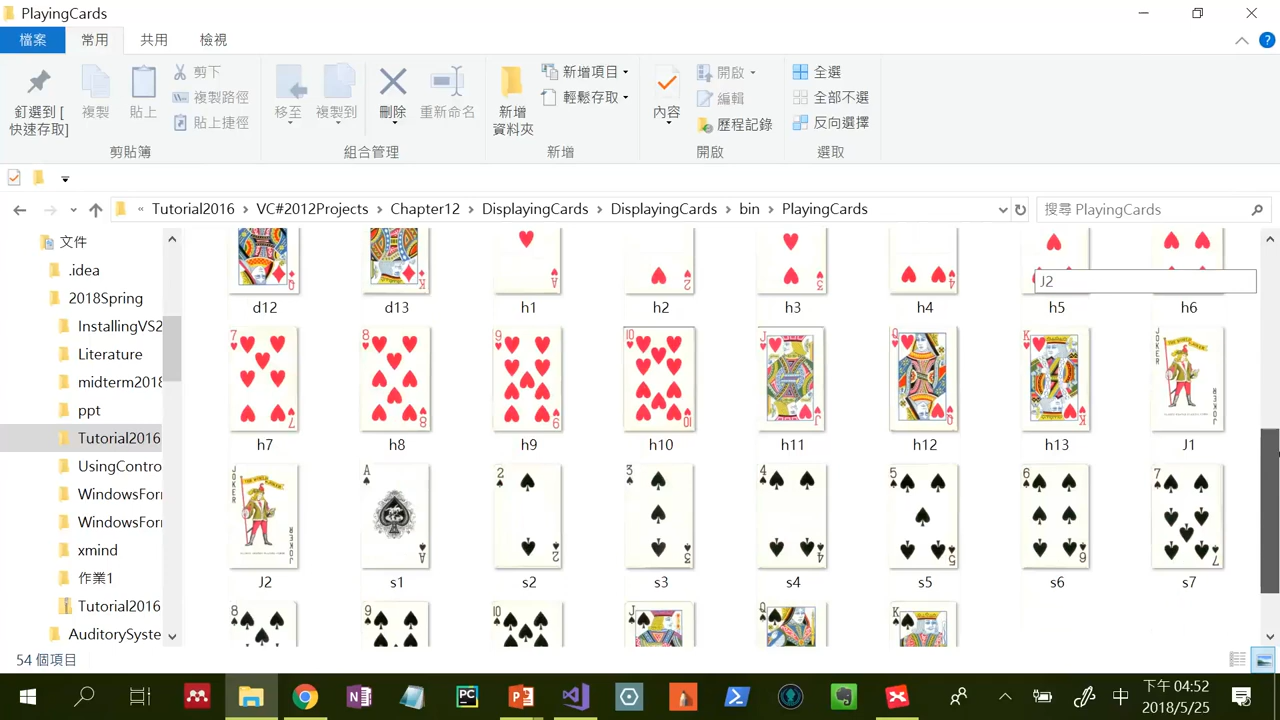 PlayingCards
檔案 常用 共用 檢視
釘選到 [快速存取] 複製 貼上 剪下 複製路徑 貼上捷徑 移至 複製到 刪除 重新命名 新增資料夾 新增項目 輕鬆存取 內容 開啟 編輯 歷程記錄 全選 全部不選 反向選擇
剪貼簿 組合管理 新增 開啟 選取
« Tutorial2016 › VC#2012Projects › Chapter12 › DisplayingCards › DisplayingCards › bin › PlayingCards
搜尋 PlayingCards
文件
.idea
2018Spring
InstallingVS2
Literature
midterm2018
ppt
Tutorial2016
UsingContro
WindowsFor
WindowsFor
xmind
作業1
Tutorial2016
AuditorySyste
J2
d12 d13 h1 h2 h3 h4 h5 h6
h7 h8 h9 h10 h11 h12 h13 J1
J2 s1 s2 s3 s4 s5 s6 s7
54 個項目
中
下午 04:52
2018/5/25